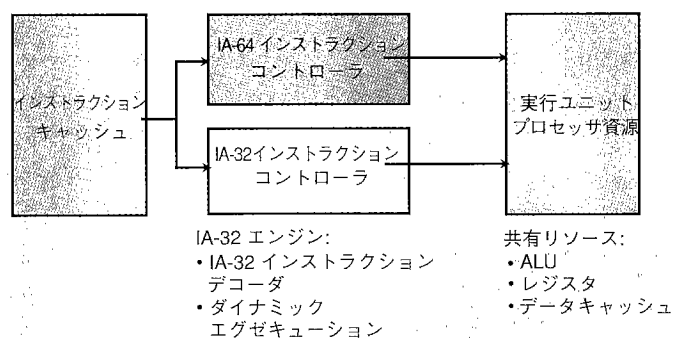 インストラクション
キャッシュ
IA-64 インストラクション
コントローラ
IA-32インストラクション
コントローラ
実行ユニット
プロセッサ資源
IA-32 エンジン:
・IA-32 インストラクション
デコーダ
・ダイナミック
エグゼキューション
共有リソース:
・ALU
・レジスタ
・データキャッシュ